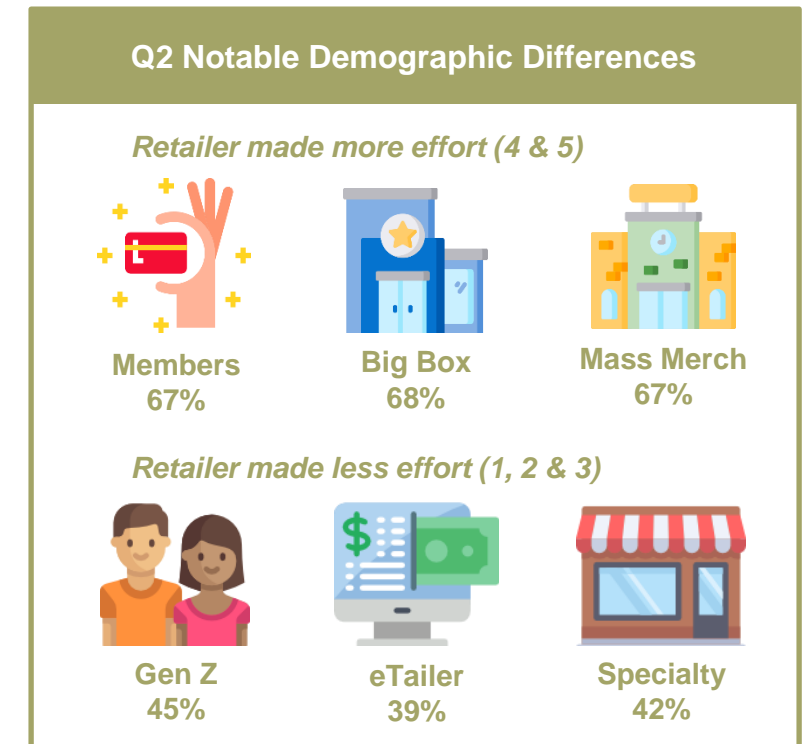 Q2 Notable Demographic Differences
Retailer made more effort (4 & 5)
Members
67%
Big Box
68%
Mass Merch
67%
Retailer made less effort (1, 2 & 3)
Gen Z
45%
eTailer
39%
Specialty
42%